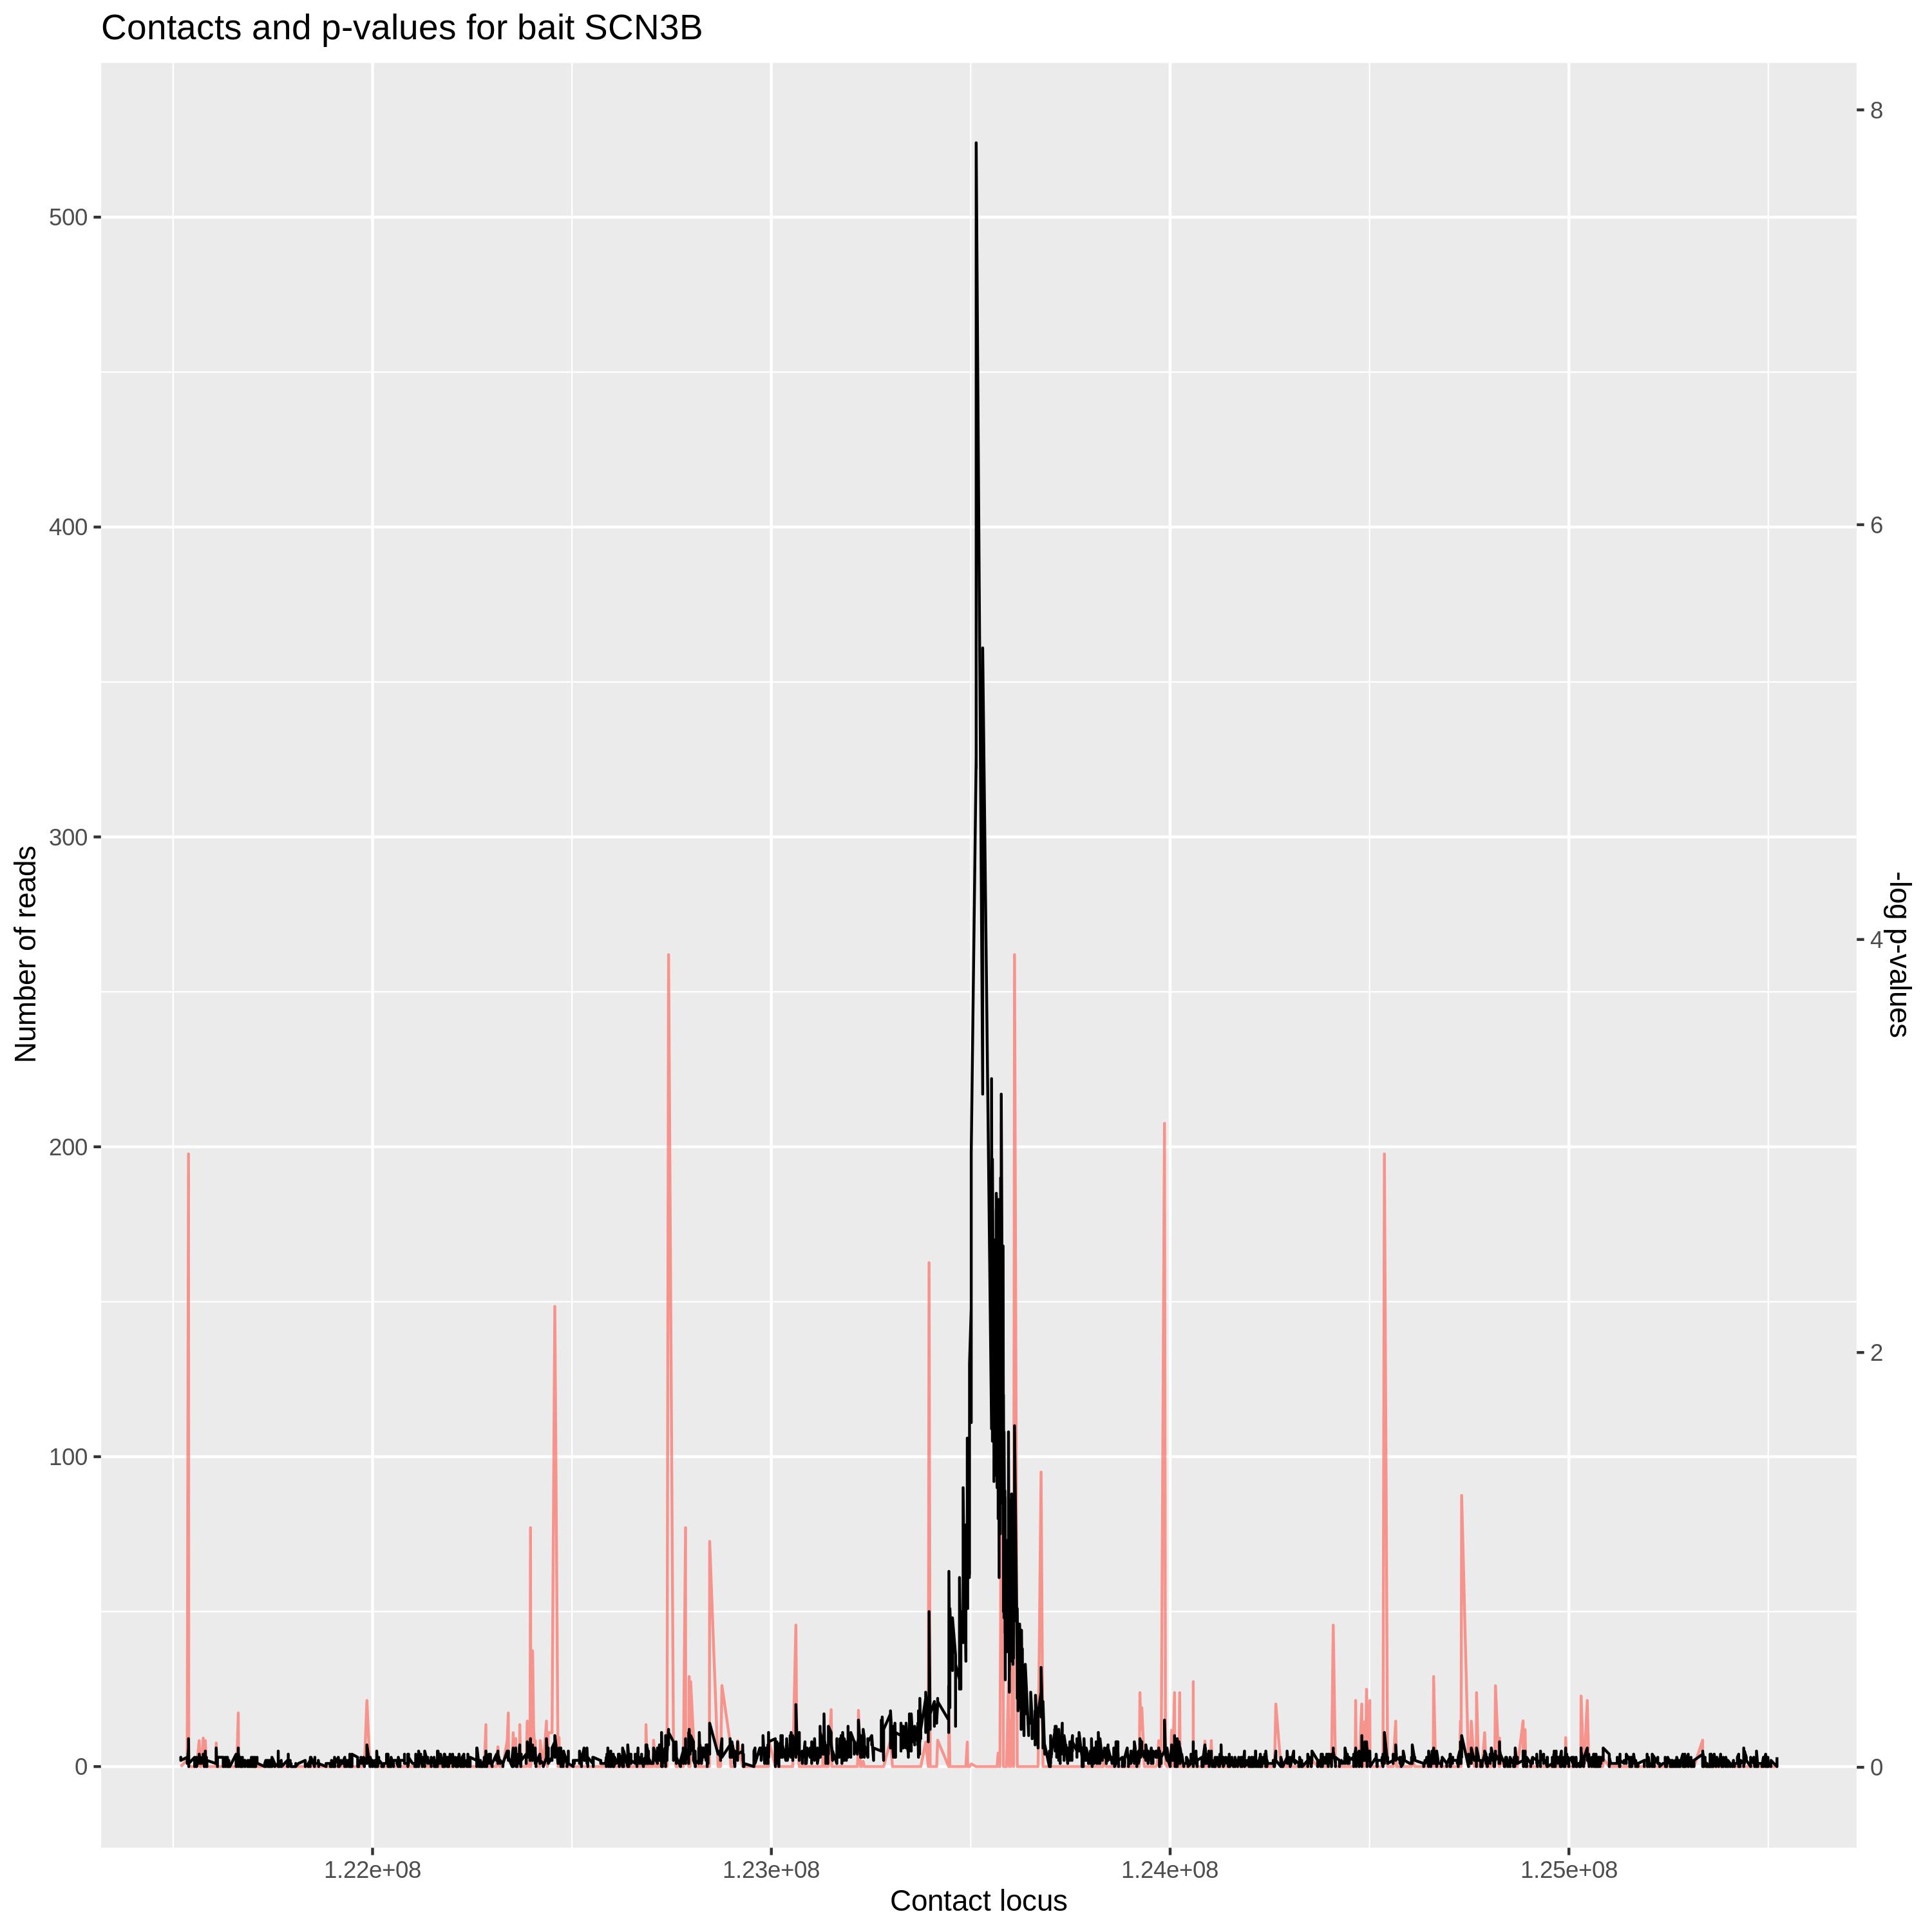 Contacts and p-values for bait SCN3B
Number of reads
500
400
300
200
100
0
8
6
4
2
0
-log p-values
1.22e+08
1.23e+08
1.24e+08
1.25e+08
Contact locus